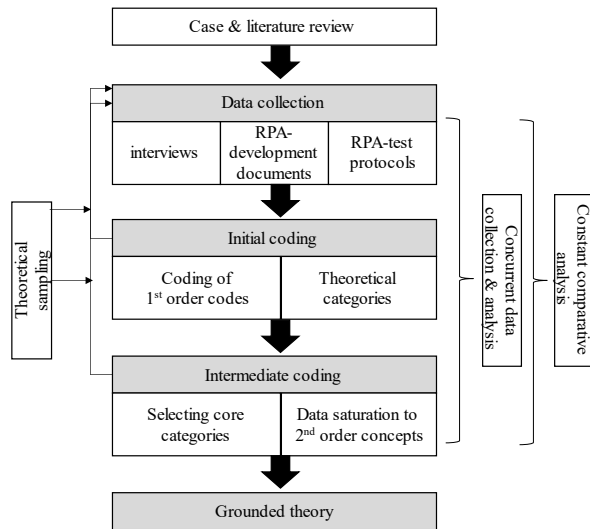 Case & literature review
Data collection
interviews
RPA-
development
documents
RPA-test
protocols
Theoretical
sampling
Initial coding
Coding of
1st order codes
Theoretical
categories
Intermediate coding
Selecting core
categories
Data saturation to
2nd order concepts
Grounded theory
Concurrent data
collection & analysis
Constant comparative
analysis